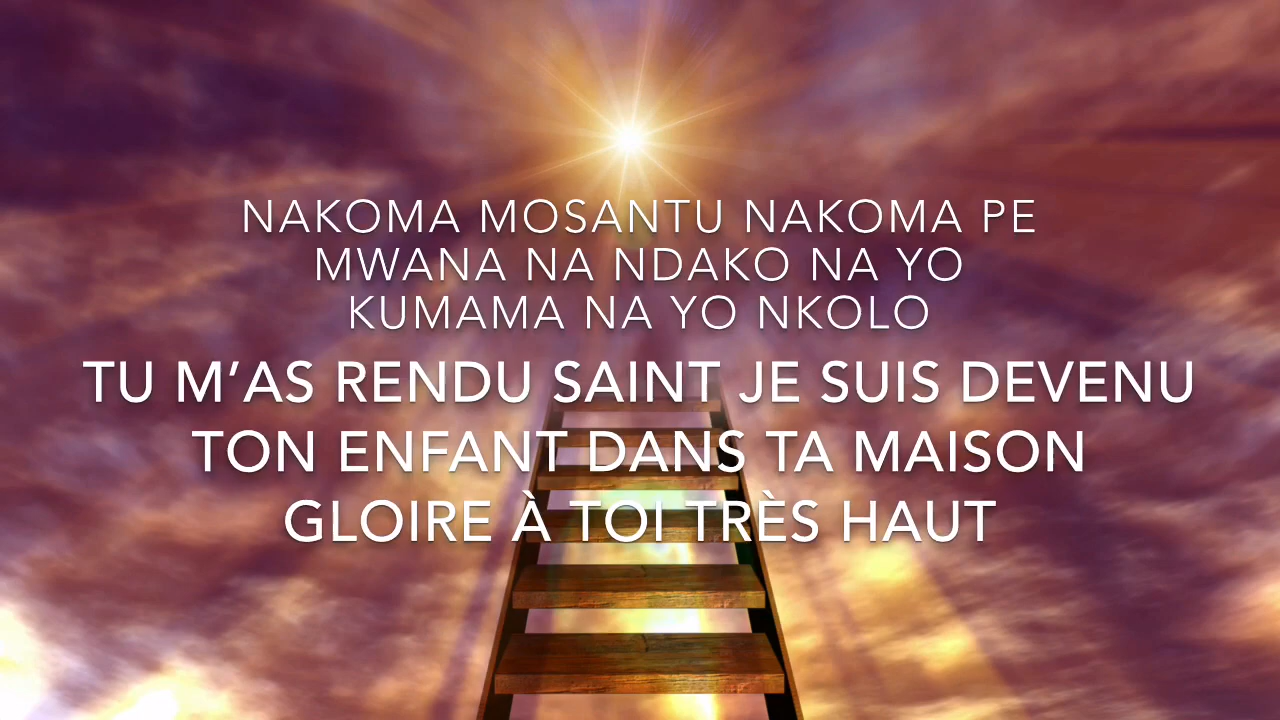 NAKOMA MOSANTU NAKOMA PE
MWANA NA NDAKO NA YO
KUMAMA NA YO NKOLO
TU M’AS RENDU SAINT JE SUIS DEVENU
TON ENFANT DANS TA MAISON
GLOIRE À TOI TRÈS HAUT